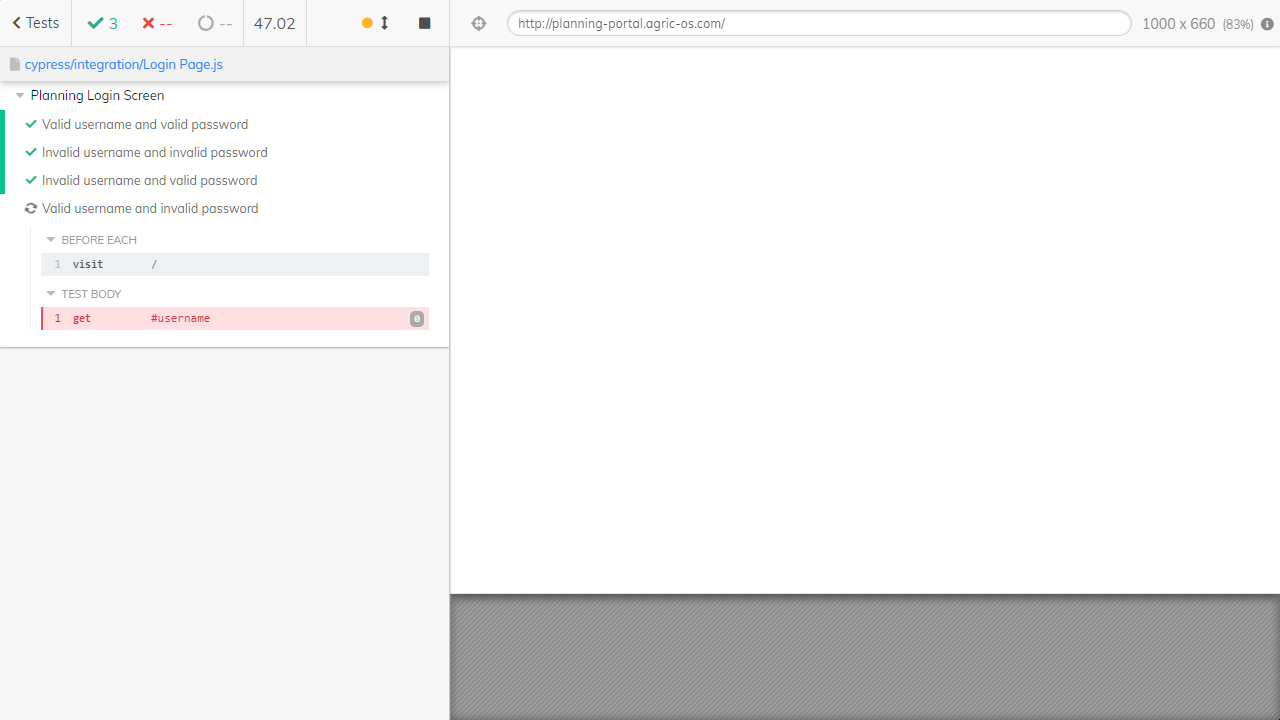 Tests 3 -- -- 47.02 http://planning-portal.agric-os.com/ 1000 x 660 (83%)
cypress/integration/Login Page.js
Planning Login Screen
Valid username and valid password
Invalid username and invalid password
Invalid username and valid password
Valid username and invalid password
BEFORE EACH
1 visit /
TEST BODY
1 get #username 0